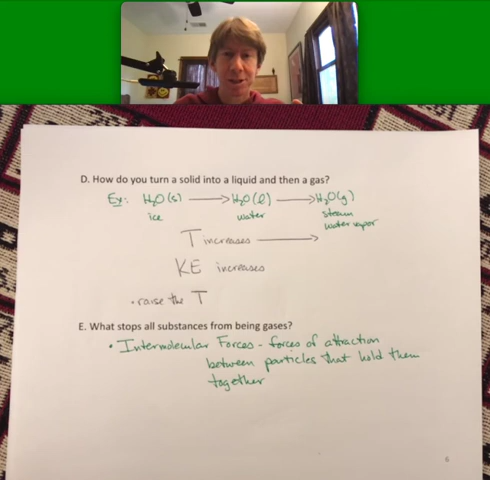 D. How do you turn a solid into a liquid and then a gas?
Ex: H₂O(s) → H₂O(l) → H₂O(g)
ice water steam
water vapor
T increases →
KE increases
• raise the T
E. What stops all substances from being gases?
• Intermolecular Forces - forces of attraction
between particles that hold them
together
6